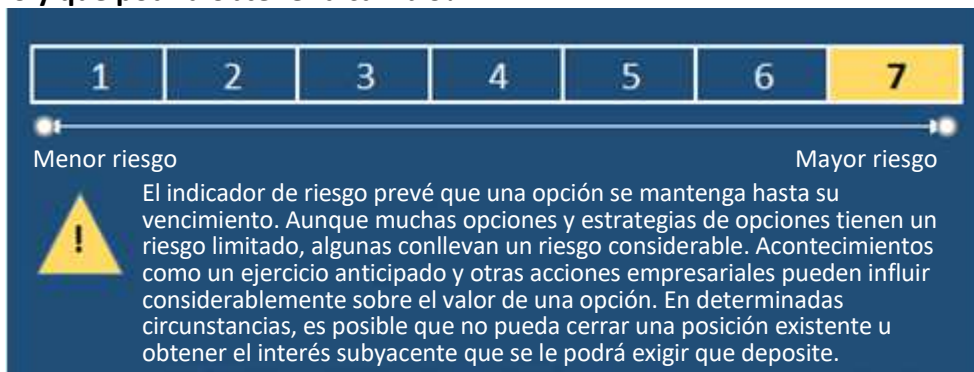 1 2 3 4 5 6 7
Menor riesgo Mayor riesgo
!
El indicador de riesgo prevé que una opción se mantenga hasta su
vencimiento. Aunque muchas opciones y estrategias de opciones tienen un
riesgo limitado, algunas conllevan un riesgo considerable. Acontecimientos
como un ejercicio anticipado y otras acciones empresariales pueden influir
considerablemente sobre el valor de una opción. En determinadas
circunstancias, es posible que no pueda cerrar una posición existente u
obtener el interés subyacente que se le podrá exigir que deposite.